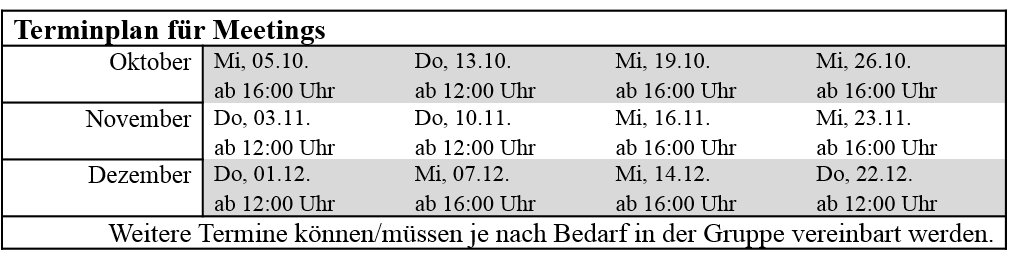 Terminplan für Meetings
Oktober Mi, 05.10. Do, 13.10. Mi, 19.10. Mi, 26.10.
ab 16:00 Uhr ab 12:00 Uhr ab 16:00 Uhr ab 16:00 Uhr
November Do, 03.11. Do, 10.11. Mi, 16.11. Mi, 23.11.
ab 12:00 Uhr ab 12:00 Uhr ab 16:00 Uhr ab 16:00 Uhr
Dezember Do, 01.12. Mi, 07.12. Mi, 14.12. Do, 22.12.
ab 12:00 Uhr ab 16:00 Uhr ab 16:00 Uhr ab 12:00 Uhr
Weitere Termine können/müssen je nach Bedarf in der Gruppe vereinbart werden.